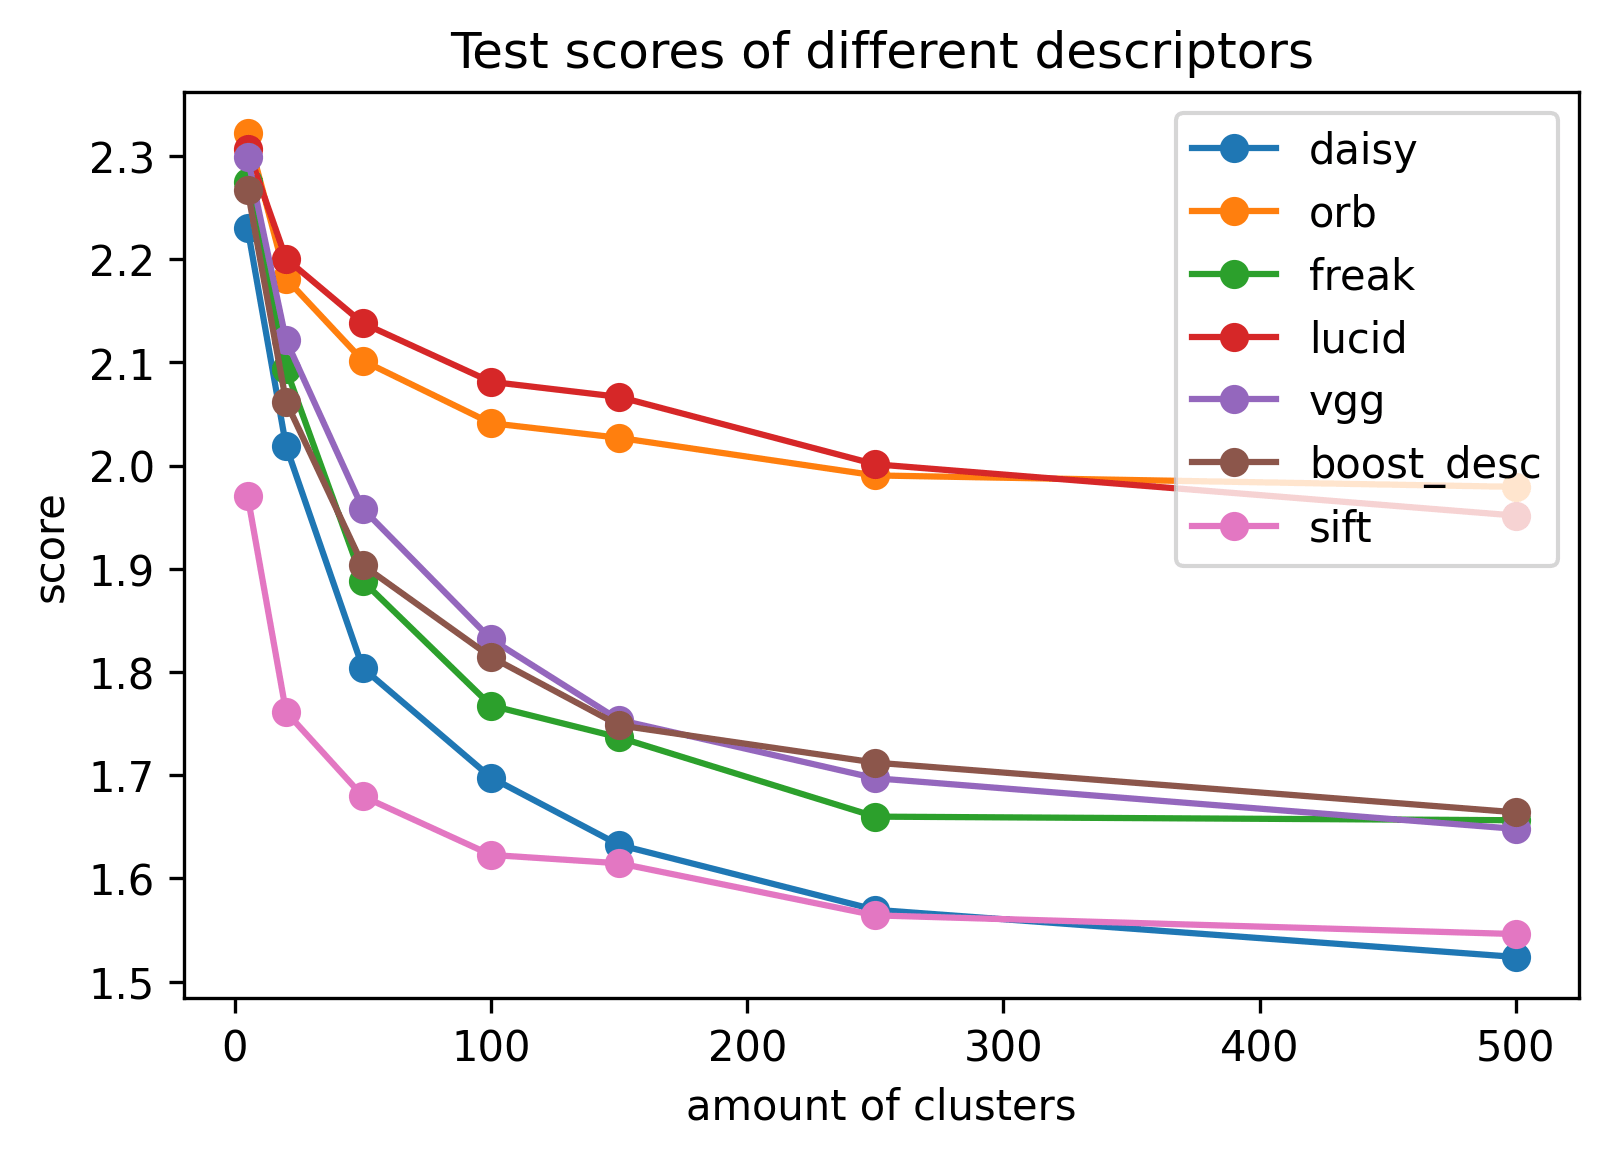 Test scores of different descriptors
score
2.3
2.2
2.1
2.0
1.9
1.8
1.7
1.6
1.5
daisy
orb
freak
lucid
vgg
boost_desc
sift
0 100 200 300 400 500
amount of clusters